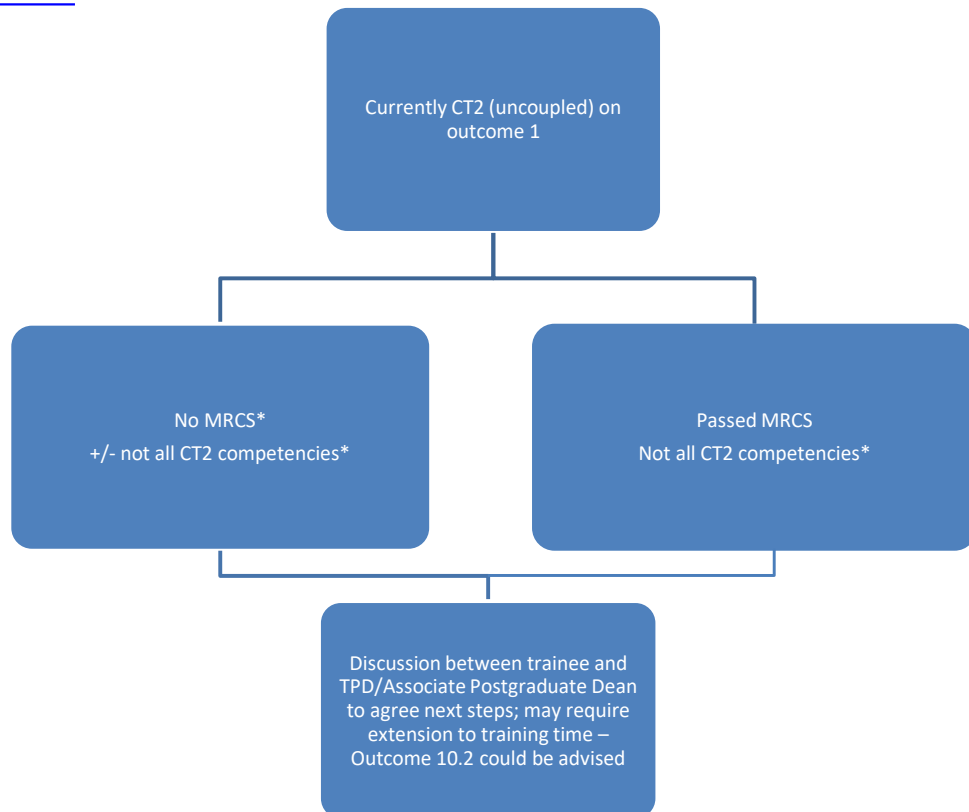 Currently CT2 (uncoupled) on
outcome 1
No MRCS*
+/- not all CT2 competencies*
Passed MRCS
Not all CT2 competencies*
Discussion between trainee and
TPD/Associate Postgraduate Dean
to agree next steps; may require
extension to training time –
Outcome 10.2 could be advised